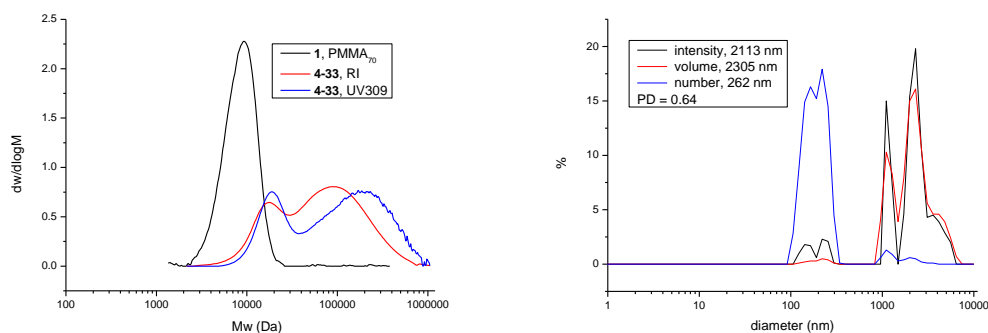 2.5
2.0
1.5
1.0
0.5
0.0
dw/dlogM
1, PMMA70
4-33, RI
4-33, UV309
100
1000
10000
100000
1000000
Mw (Da)
20
15
10
5
0
%
intensity, 2113 nm
volume, 2305 nm
number, 262 nm
PD = 0.64
1
10
100
1000
10000
diameter (nm)